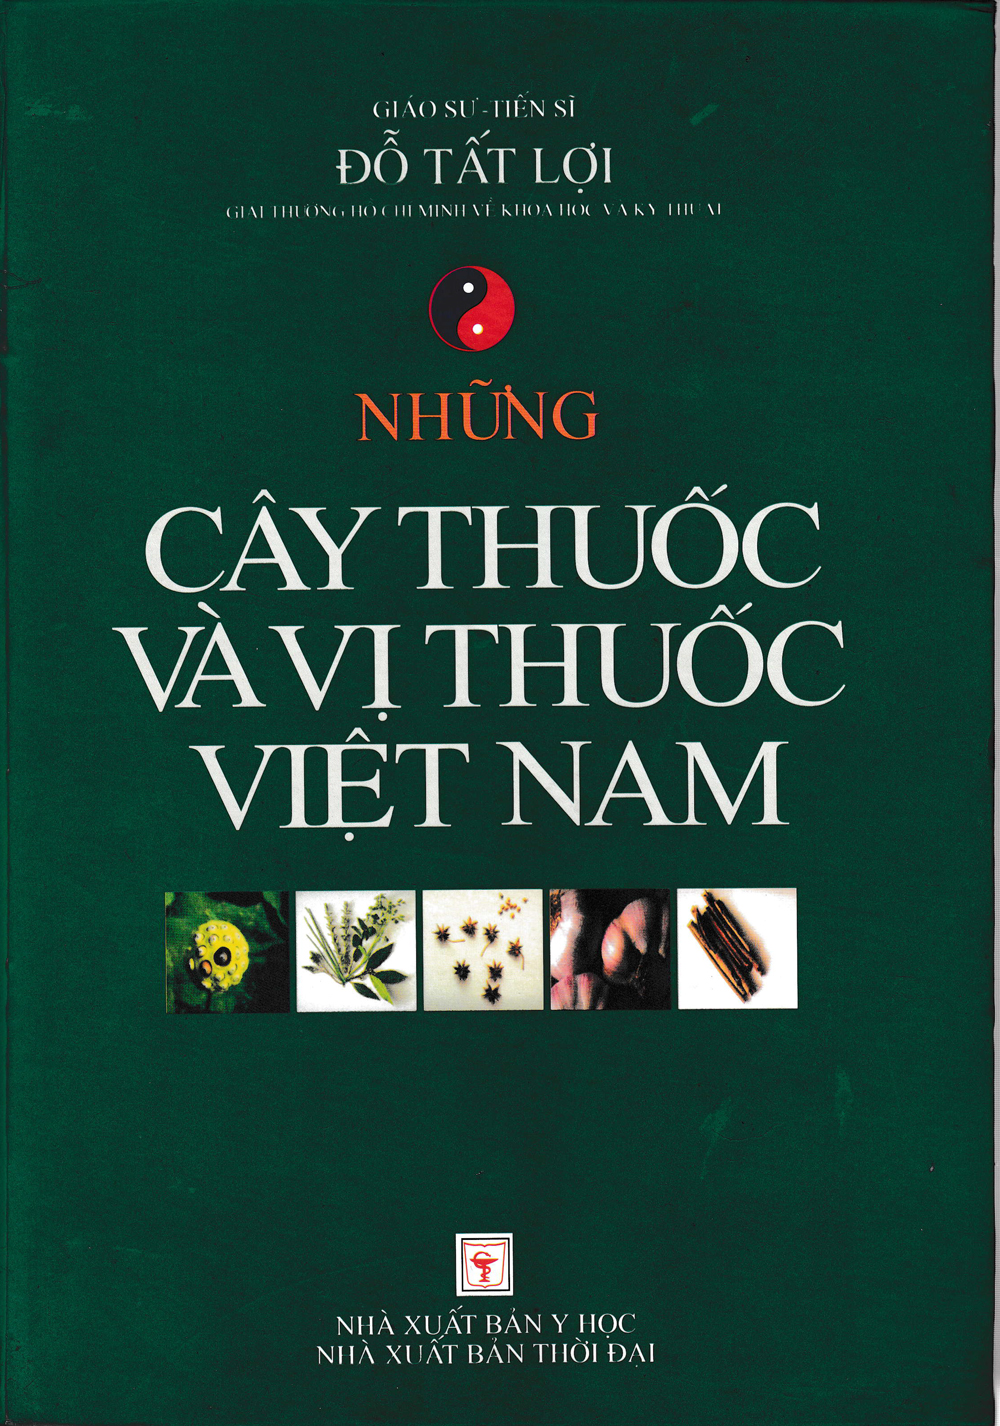 GIÁO SƯ-TIẾN SĨ
ĐỖ TẤT LỢI
GIẢI THƯỞNG HỒ CHÍ MINH VỀ KHOA HỌC VÀ KỸ THUẬT
NHỮNG
CÂY THUỐC
VÀ VỊ THUỐC
VIỆT NAM
NHÀ XUẤT BẢN Y HỌC
NHÀ XUẤT BẢN THỜI ĐẠI